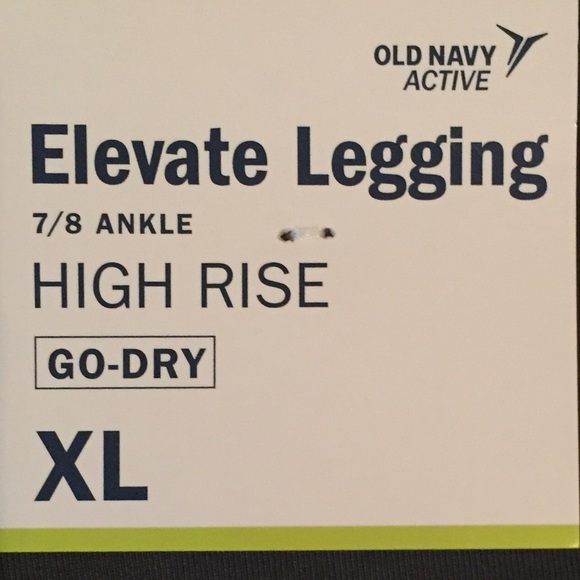 OLD NAVY
ACTIVE
Elevate Legging
7/8 ANKLE
HIGH RISE
GO-DRY
XL